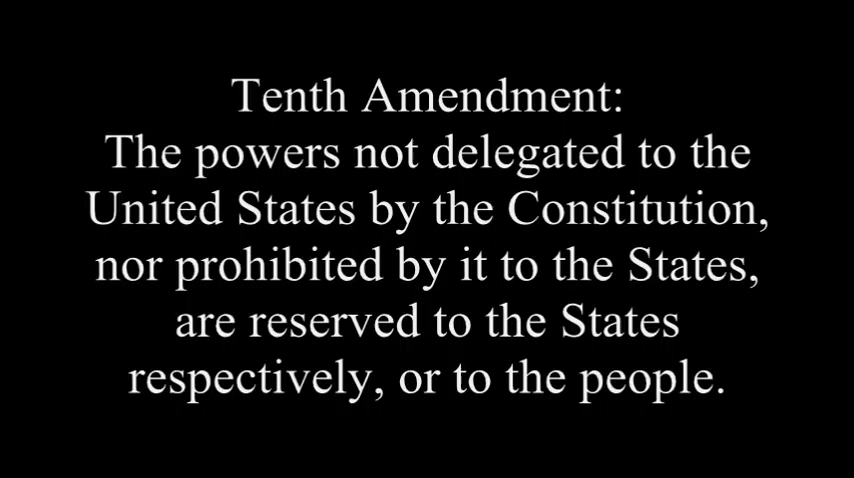 Tenth Amendment:
The powers not delegated to the
United States by the Constitution,
nor prohibited by it to the States,
are reserved to the States
respectively, or to the people.